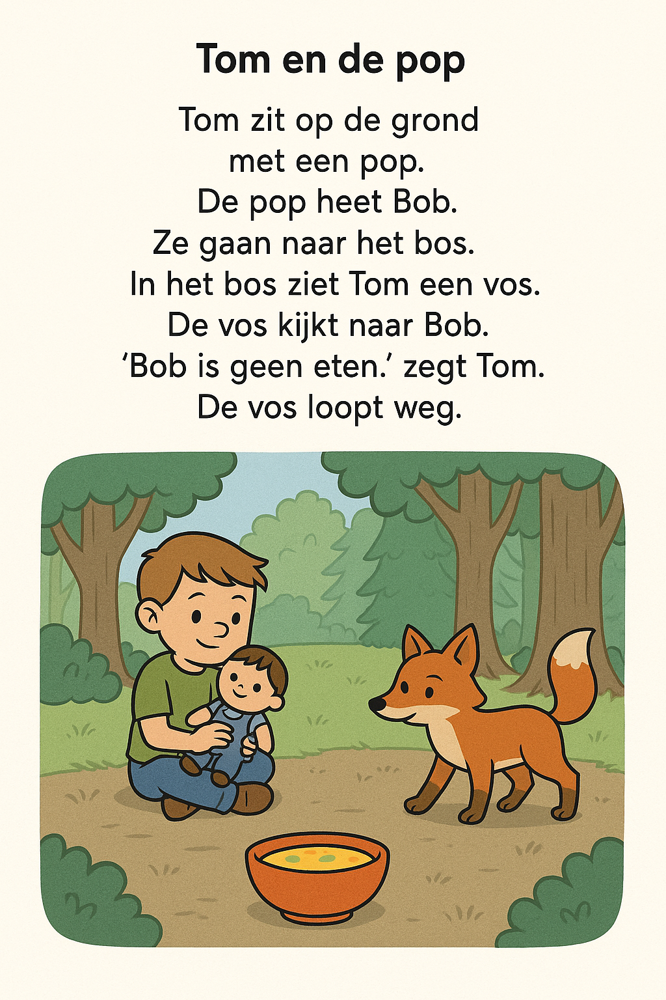 Tom en de pop
Tom zit op de grond
met een pop.
De pop heet Bob.
Ze gaan naar het bos.
In het bos ziet Tom een vos.
De vos kijkt naar Bob.
‘Bob is geen eten.’ zegt Tom.
De vos loopt weg.